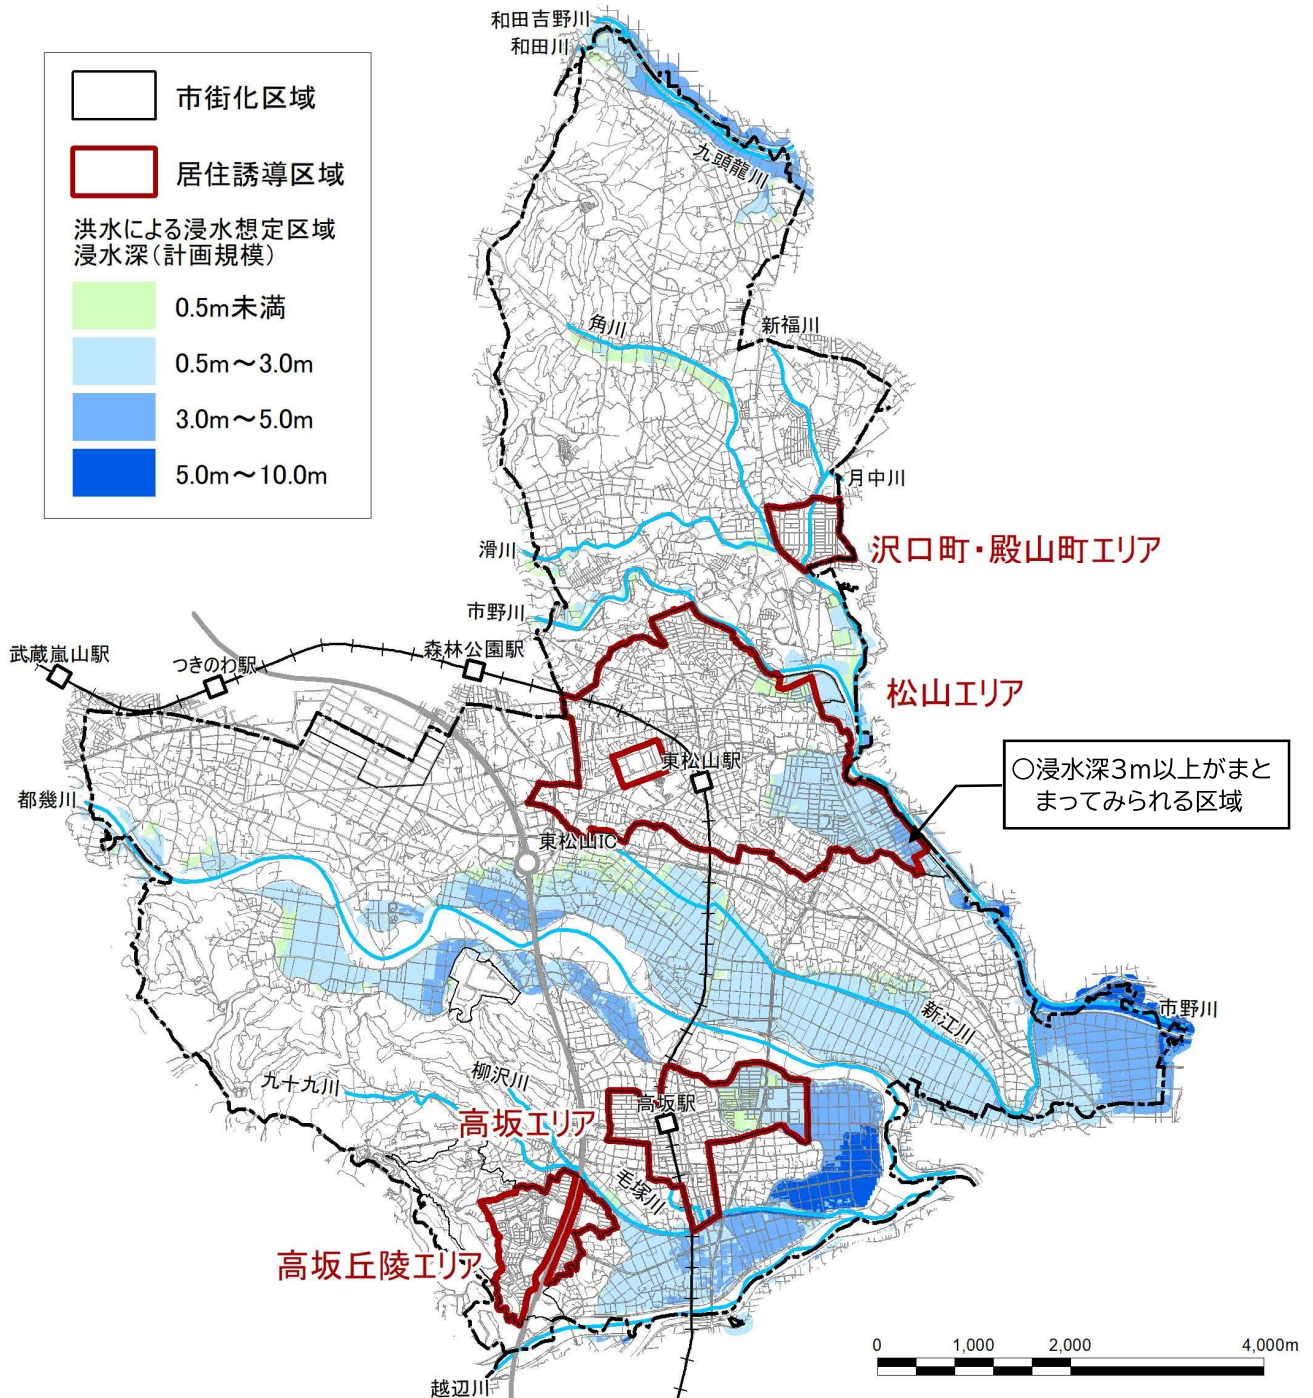 和田吉野川
和田川
市街化区域
居住誘導区域
洪水による浸水想定区域
浸水深(計画規模)
0.5m未満
0.5m～3.0m
3.0m～5.0m
5.0m～10.0m
九頭龍川
角川
新福川
月中川
滑川
沢口町・殿山町エリア
市野川
武蔵嵐山駅
つきのわ駅
森林公園駅
松山エリア
東松山駅
○浸水深3m以上がまと
まってみられる区域
都幾川
東松山IC
新江川
市野川
九十九川
柳沢川
高坂エリア
高坂駅
毛塚川
高坂丘陵エリア
越辺川
0 1,000 2,000 4,000m